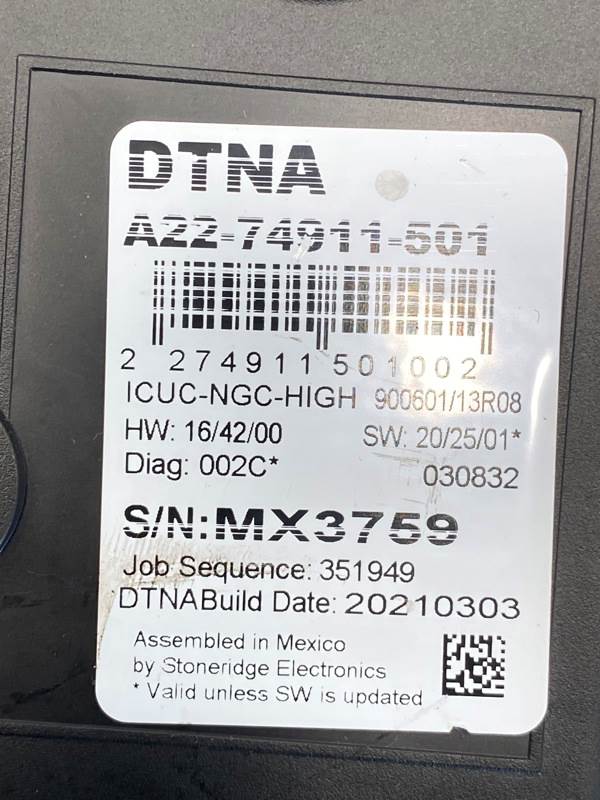 DTNA
A22-74911-501
2 274911 501002
ICUC-NGC-HIGH 900601/13R08
HW: 16/42/00 SW: 20/25/01*
Diag: 002C* 030832
S/N:MX3759
Job Sequence: 351949
DTNABuild Date: 20210303
Assembled in Mexico
by Stoneridge Electronics
* Valid unless SW is updated